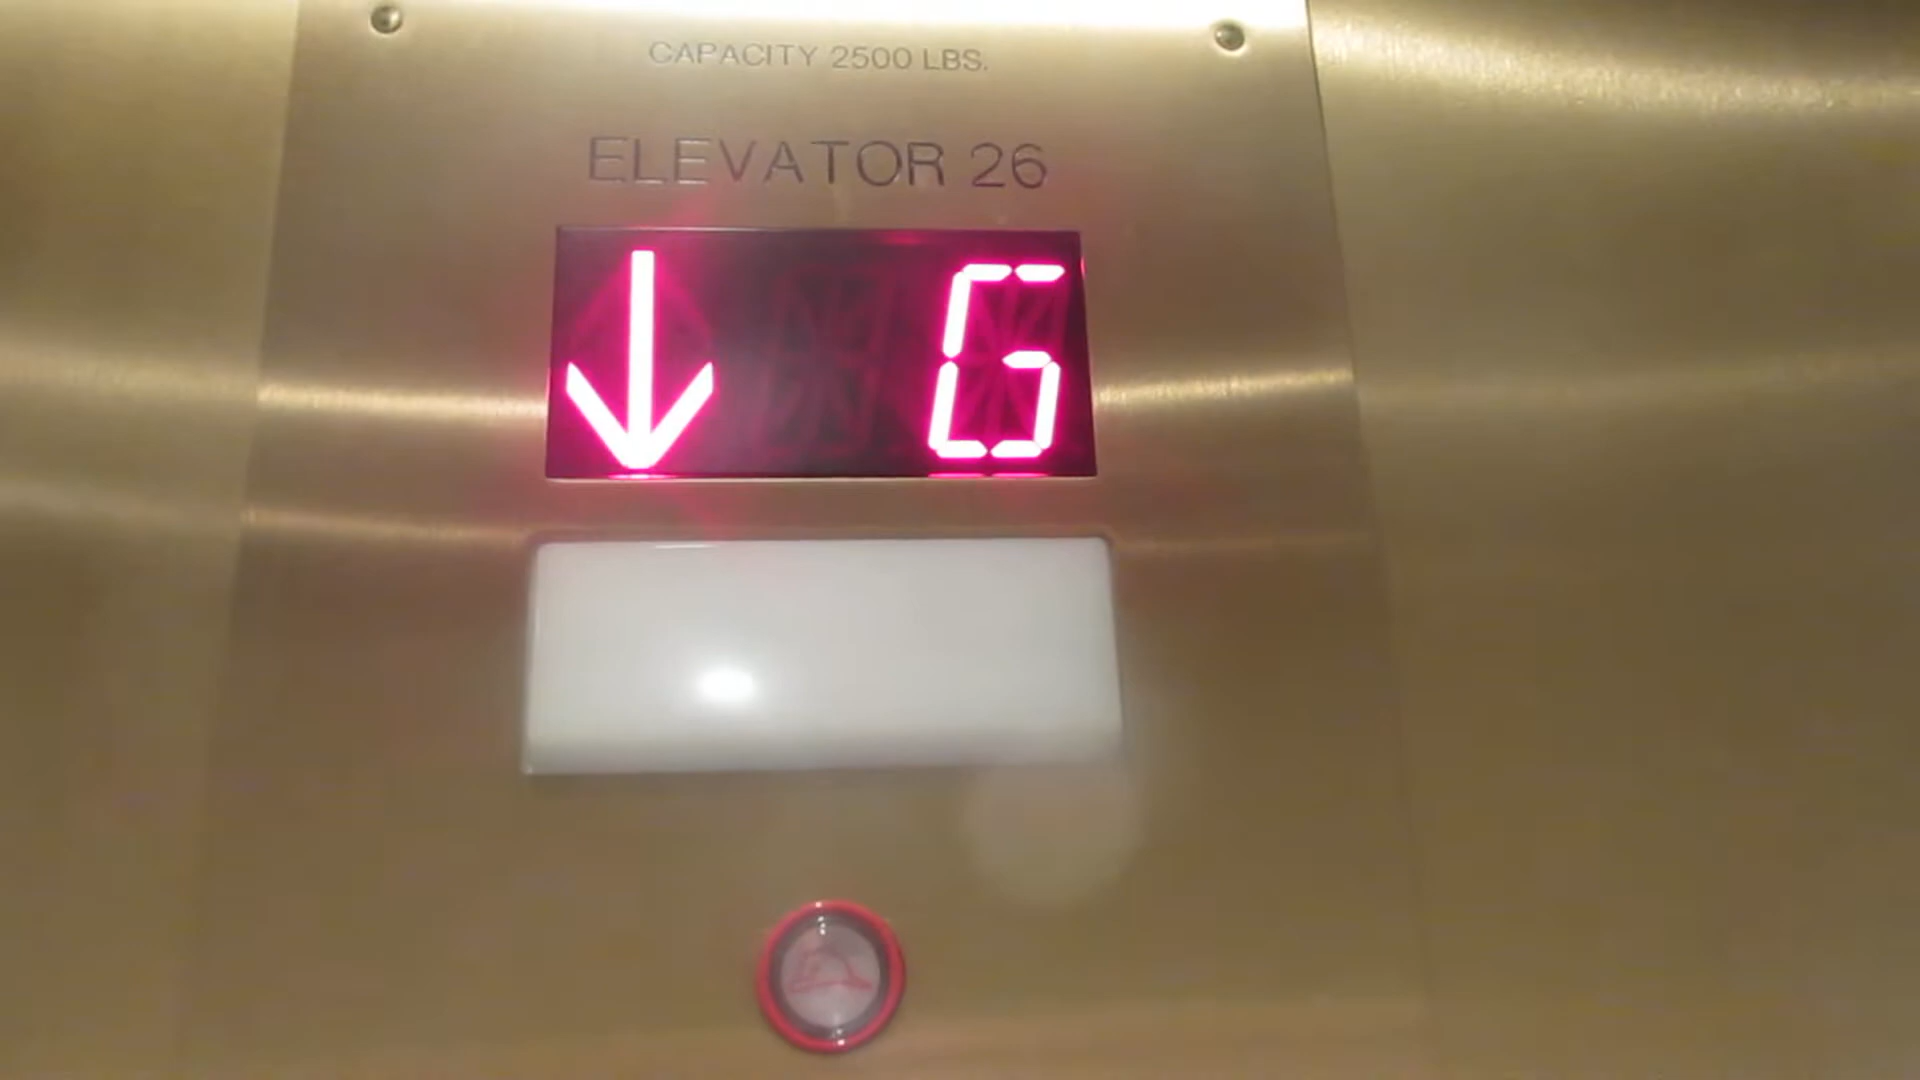 CAPACITY 2500 LBS.
ELEVATOR 26
↓ G